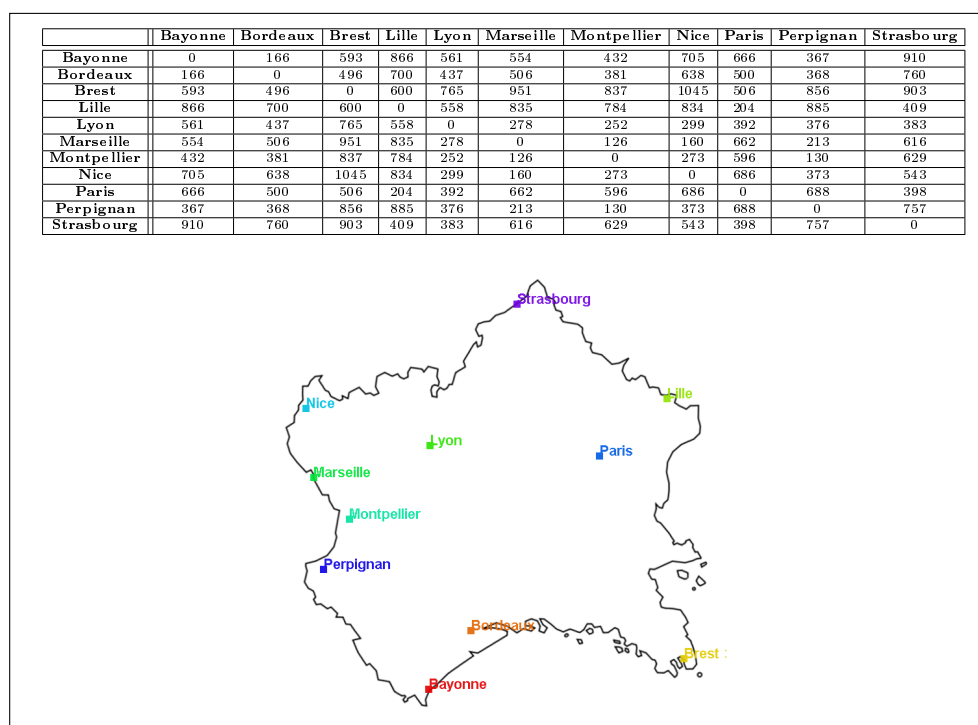 Bayonne Bordeaux Brest Lille Lyon Marseille Montpellier Nice Paris Perpignan Strasbourg
Bayonne 0 166 593 866 561 554 432 705 666 367 910
Bordeaux 166 0 496 700 437 506 381 638 500 368 760
Brest 593 496 0 600 765 951 837 1045 506 856 903
Lille 866 700 600 0 558 835 784 834 204 885 409
Lyon 561 437 765 558 0 278 252 299 392 376 383
Marseille 554 506 951 835 278 0 126 160 662 213 616
Montpellier 432 381 837 784 252 126 0 273 596 130 629
Nice 705 638 1045 834 299 160 273 0 686 373 543
Paris 666 500 506 204 392 662 596 686 0 688 398
Perpignan 367 368 856 885 376 213 130 373 688 0 757
Strasbourg 910 760 903 409 383 616 629 543 398 757 0
Strasbourg
Lille
Nice
Lyon
Paris
Marseille
Montpellier
Perpignan
Bordeaux
Brest :
Bayonne